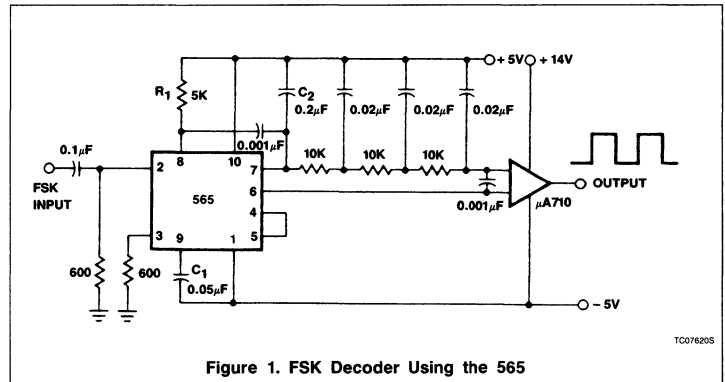 + 5V + 14V
R1 5K
C2
0.2μF
0.02μF
0.02μF
0.02μF
0.001μF
0.1μF
FSK
INPUT
8
10
2
7
10K
10K
10K
565
6
4
5
3
9
1
0.001μF
μA710
OUTPUT
600
600
C1
0.05μF
– 5V
TC07620S
Figure 1. FSK Decoder Using the 565